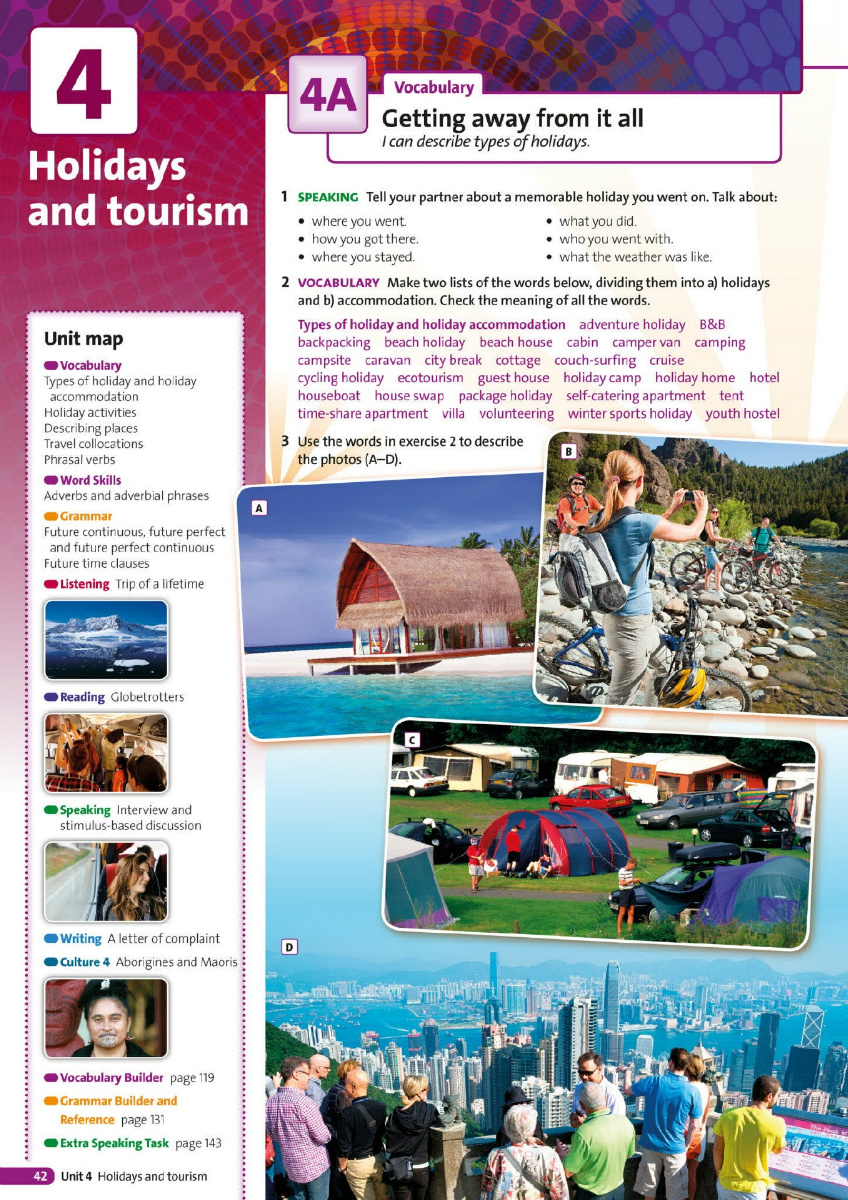 4
Holidays
and tourism
4A
Vocabulary
Getting away from it all
I can describe types of holidays.
1 SPEAKING Tell your partner about a memorable holiday you went on. Talk about:
• where you went.
• how you got there.
• where you stayed.
• what you did.
• who you went with.
• what the weather was like.
2 VOCABULARY Make two lists of the words below, dividing them into a) holidays
and b) accommodation. Check the meaning of all the words.
Types of holiday and holiday accommodation adventure holiday B&B
backpacking beach holiday beach house cabin camper van camping
campsite caravan city break cottage couch-surfing cruise
cycling holiday ecotourism guest house holiday camp holiday home hotel
houseboat house swap package holiday self-catering apartment tent
time-share apartment villa volunteering winter sports holiday youth hostel
3 Use the words in exercise 2 to describe
the photos (A–D).
A
B
C
D
Unit map
Vocabulary
Types of holiday and holiday
accommodation
Holiday activities
Describing places
Travel collocations
Phrasal verbs
Word Skills
Adverbs and adverbial phrases
Grammar
Future continuous, future perfect
and future perfect continuous
Future time clauses
Listening Trip of a lifetime
Reading Globetrotters
Speaking Interview and
stimulus-based discussion
Writing A letter of complaint
Culture 4 Aborigines and Maoris
Vocabulary Builder page 119
Grammar Builder and
Reference page 131
Extra Speaking Task page 143
42 Unit 4 Holidays and tourism